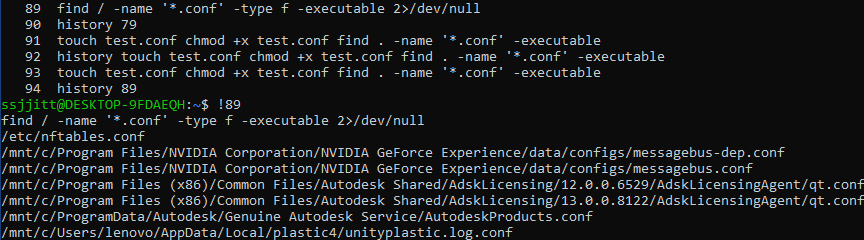 89 find / -name '*.conf' -type f -executable 2>/dev/null
90 history 79
91 touch test.conf chmod +x test.conf find . -name '*.conf' -executable
92 history touch test.conf chmod +x test.conf find . -name '*.conf' -executable
93 touch test.conf chmod +x test.conf find . -name '*.conf' -executable
94 history 89
ssjjitt@DESKTOP-9FDAEQH:~$ !89
find / -name '*.conf' -type f -executable 2>/dev/null
/etc/nftables.conf
/mnt/c/Program Files/NVIDIA Corporation/NVIDIA GeForce Experience/data/configs/messagebus-dep.conf
/mnt/c/Program Files/NVIDIA Corporation/NVIDIA GeForce Experience/data/configs/messagebus.conf
/mnt/c/Program Files (x86)/Common Files/Autodesk Shared/AdskLicensing/12.0.0.6529/AdskLicensingAgent/qt.conf
/mnt/c/Program Files (x86)/Common Files/Autodesk Shared/AdskLicensing/13.0.0.8122/AdskLicensingAgent/qt.conf
/mnt/c/ProgramData/Autodesk/Genuine Autodesk Service/AutodeskProducts.conf
/mnt/c/Users/lenovo/AppData/Local/plastic4/unityplastic.log.conf